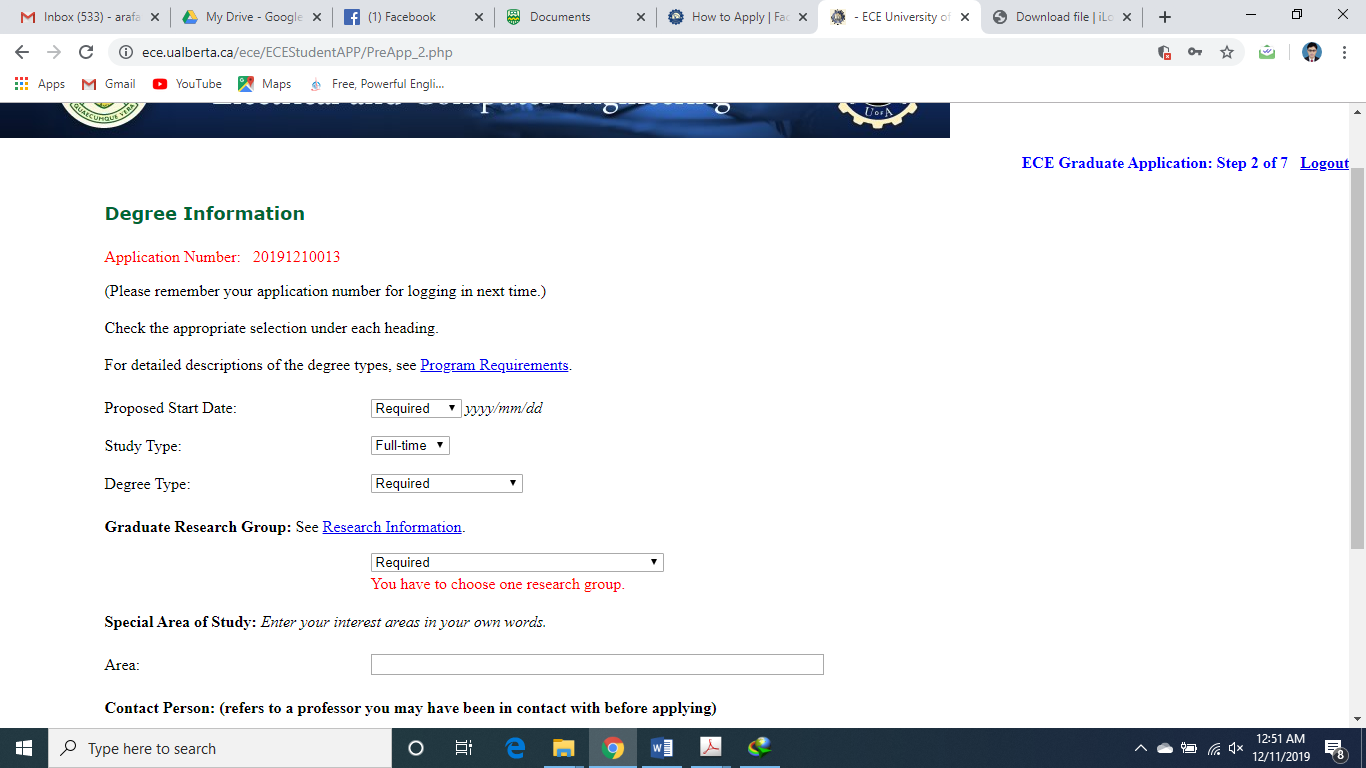 Inbox (533) - arafa
My Drive - Google
(1) Facebook
Documents
How to Apply | Fac
- ECE University of
Download file | iLo
ece.ualberta.ca/ece/ECEStudentAPP/PreApp_2.php
Apps
Gmail
YouTube
Maps
Free, Powerful Engli...
QUAECUMQUE VERA
Electrical and Computer Engineering
U OF A
ECE Graduate Application: Step 2 of 7 Logout
Degree Information
Application Number: 20191210013
(Please remember your application number for logging in next time.)
Check the appropriate selection under each heading.
For detailed descriptions of the degree types, see Program Requirements.
Proposed Start Date: Required yyyy/mm/dd
Study Type: Full-time
Degree Type: Required
Graduate Research Group: See Research Information.
Required
You have to choose one research group.
Special Area of Study: Enter your interest areas in your own words.
Area:
Contact Person: (refers to a professor you may have been in contact with before applying)
Type here to search
12:51 AM
12/11/2019
8